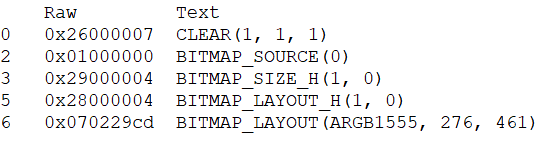 Raw Text
0 0x26000007 CLEAR(1, 1, 1)
2 0x01000000 BITMAP_SOURCE(0)
3 0x29000004 BITMAP_SIZE_H(1, 0)
5 0x28000004 BITMAP_LAYOUT_H(1, 0)
6 0x070229cd BITMAP_LAYOUT(ARGB1555, 276, 461)